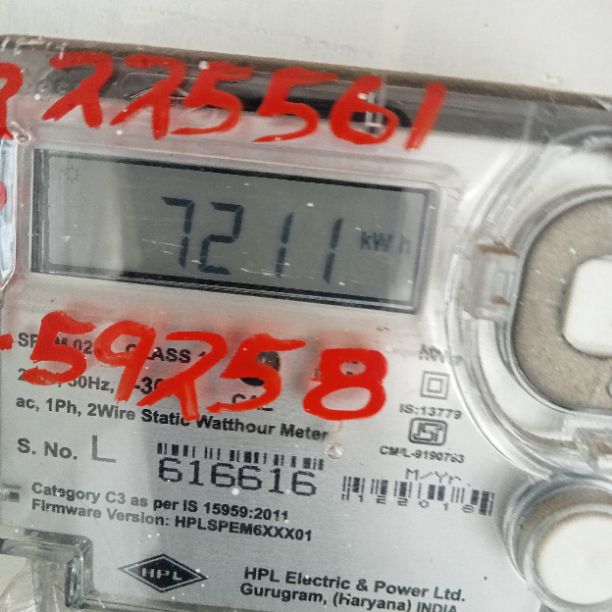 225561
7211 kWh
59258
CLASS
ac, 1Ph, 2Wire Static Watthour Meter
IS:13779
CM/L-9190763
S. No. L 616616
M/Yr.
Category C3 as per IS 15959:2011
Firmware Version: HPLSPEM6XXX01
HPL
HPL Electric & Power Ltd.
Gurugram, (Haryana) INDIA